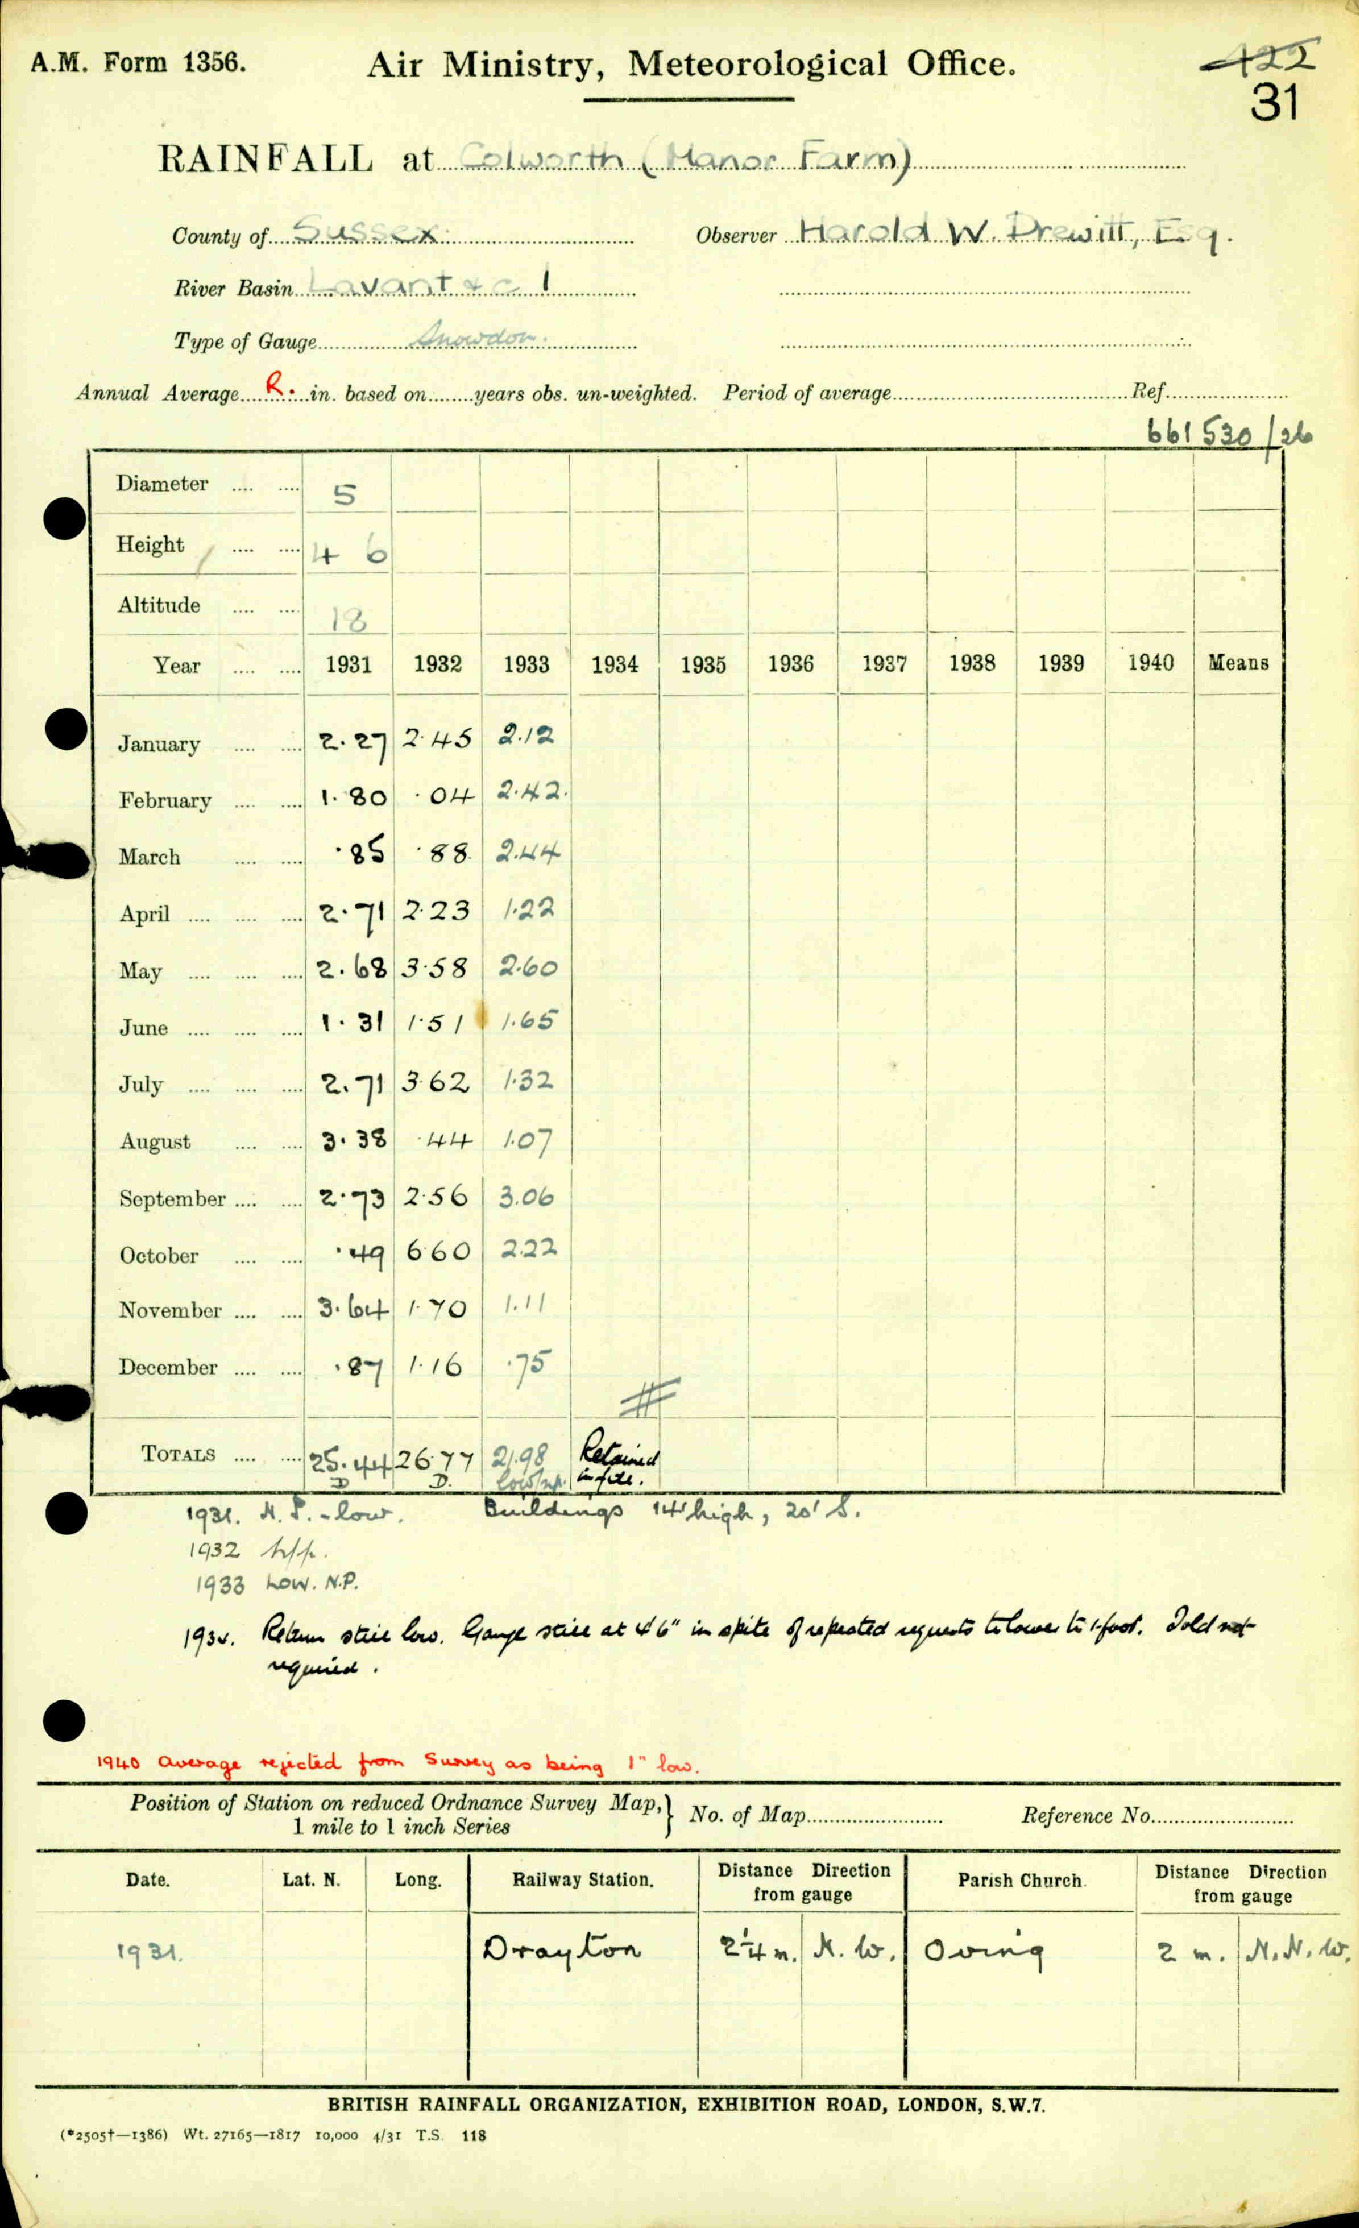 A.M. Form 1356.
Air Ministry, Meteorological Office.
422
31
RAINFALL at Colworth (Manor Farm)
County of Sussex
Observer Harold W. Drewitt, Esq.
River Basin Lavant &c 1
Type of Gauge Snowdon.
Annual Average R. in. based on years obs. un-weighted. Period of average Ref.
661530/26
Diameter 5
Height 4 6
Altitude 18
Year 1931 1932 1933 1934 1935 1936 1937 1938 1939 1940 Means
January 2.27 2.45 2.12
February 1.80 .04 2.42
March .85 .88 2.44
April 2.71 2.23 1.22
May 2.68 3.58 2.60
June 1.31 1.51 1.65
July 2.71 3.62 1.32
August 3.38 .44 1.07
September 2.73 2.56 3.06
October .49 6.60 2.22
November 3.64 1.70 1.11
December .87 1.16 .75
TOTALS 25.44 26.77 21.98 Retained
D D. low N.P. in file.
1931. N.P. - low. Buildings 14' high, 20' S.
1932
1933 Low. N.P.
1934. Return still low. Gauge still at 4'6" in spite of repeated requests to lower to 1 foot. Told not
required.
1940 Average rejected from Survey as being 1" low.
Position of Station on reduced Ordnance Survey Map, 1 mile to 1 inch Series } No. of Map Reference No.
Date. Lat. N. Long. Railway Station. Distance Direction from gauge Parish Church. Distance Direction from gauge
1931. Drayton 2¼ m. N.W. Oving 2 m. N.N.W.
BRITISH RAINFALL ORGANIZATION, EXHIBITION ROAD, LONDON, S.W.7.
(*2505†—1386) Wt. 27165—1817 10,000 4/31 T.S. 118